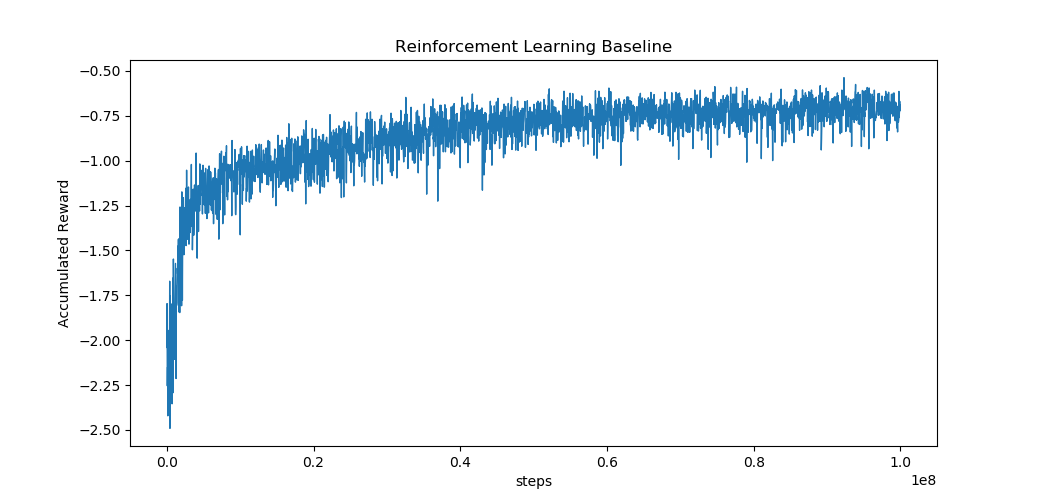 Reinforcement Learning Baseline
−0.50
−0.75
−1.00
−1.25
−1.50
−1.75
−2.00
−2.25
−2.50
Accumulated Reward
0.0 0.2 0.4 0.6 0.8 1.0
1e8
steps